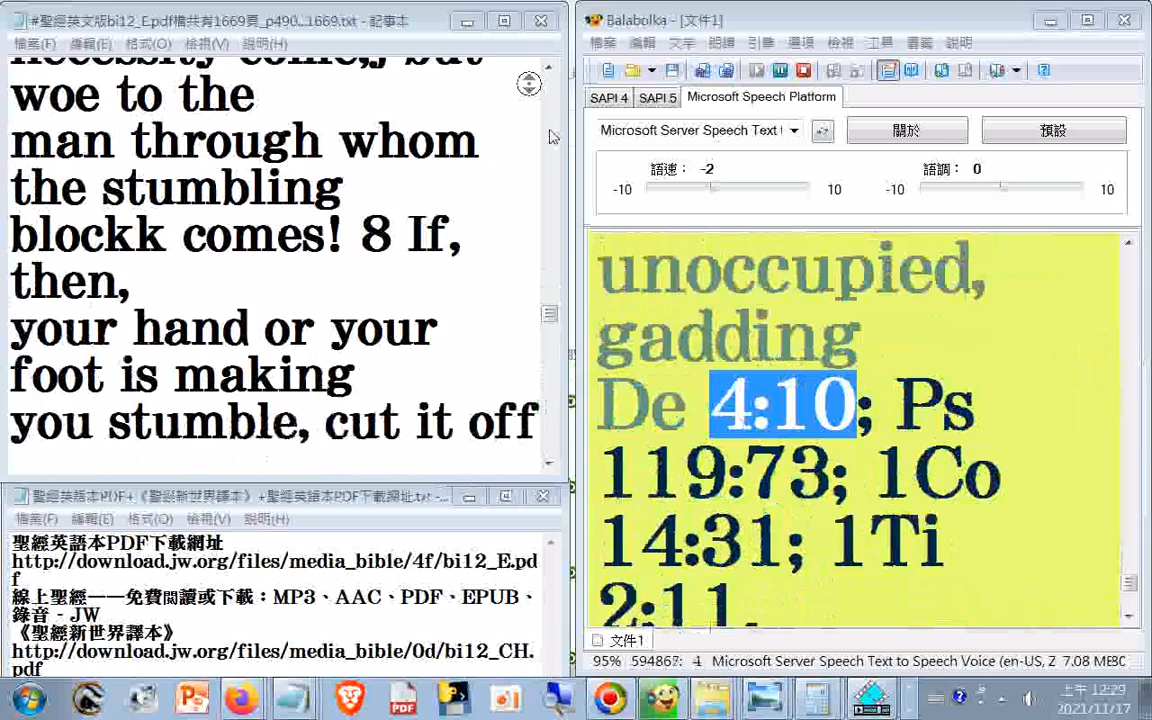 #聖經英文版bi12_E.pdf檔共有1669頁_p490...1669.txt - 記事本
檔案(F) 編輯(E) 格式(O) 檢視(V) 說明(H)
necessity come,j but
woe to the
man through whom
the stumbling
blockk comes! 8 If,
then,
your hand or your
foot is making
you stumble, cut it off
聖經英語本PDF+《聖經新世界譯本》+聖經英語本PDF下載網址.txt -...
檔案(F) 編輯(E) 格式(O) 檢視(V) 說明(H)
聖經英語本PDF下載網址
http://download.jw.org/files/media_bible/4f/bi12_E.pd
f
線上聖經——免費閱讀或下載：MP3、AAC、PDF、EPUB、
錄音 - JW
《聖經新世界譯本》
http://download.jw.org/files/media_bible/0d/bi12_CH.
pdf
Balabolka - [文件1]
檔案 編輯 文字 朗讀 引擎 選項 檢視 工具 書籤 說明
SAPI 4 SAPI 5 Microsoft Speech Platform
Microsoft Server Speech Text 關於 預設
語速： -2 語調： 0
-10 10 -10 10
unoccupied,
gadding
De 4:10; Ps
119:73; 1Co
14:31; 1Ti
2:11.
文件1
95% 594867: 4 Microsoft Server Speech Text to Speech Voice (en-US, Z 7.08 MB
PDF
上午 12:29
2021/11/17